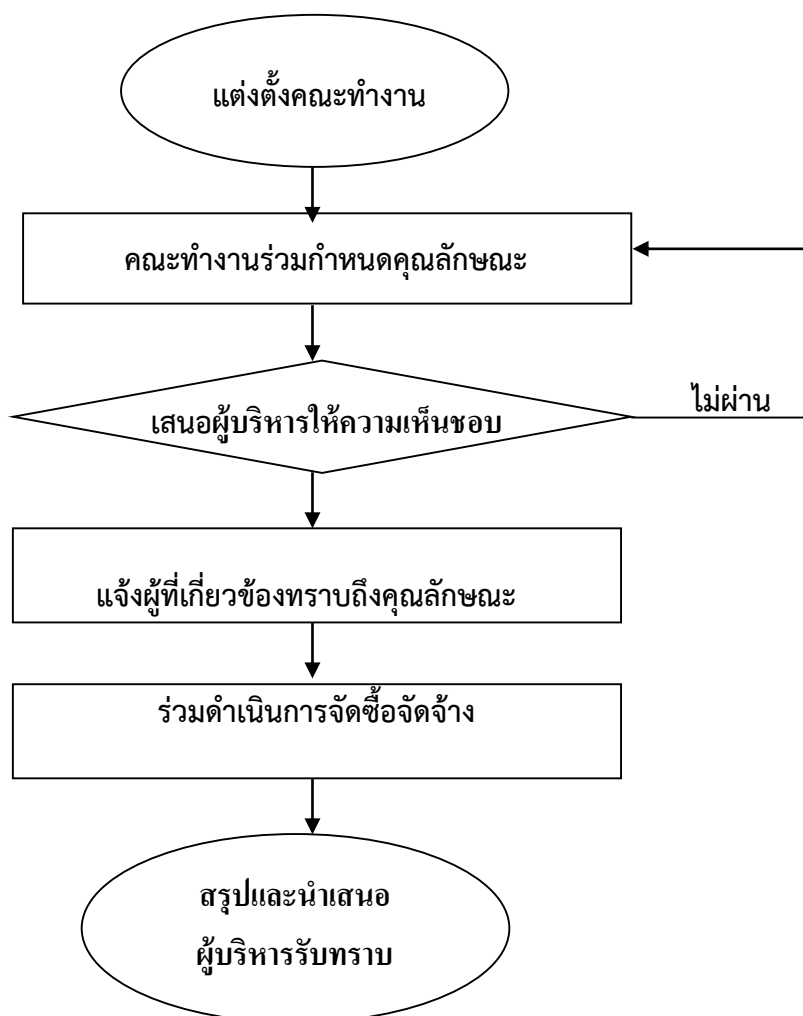 แต่งตั้งคณะทำงาน
คณะทำงานร่วมกำหนดคุณลักษณะ
เสนอผู้บริหารให้ความเห็นชอบ
ไม่ผ่าน
แจ้งผู้ที่เกี่ยวข้องทราบถึงคุณลักษณะ
ร่วมดำเนินการจัดซื้อจัดจ้าง
สรุปและนำเสนอ
ผู้บริหารรับทราบ